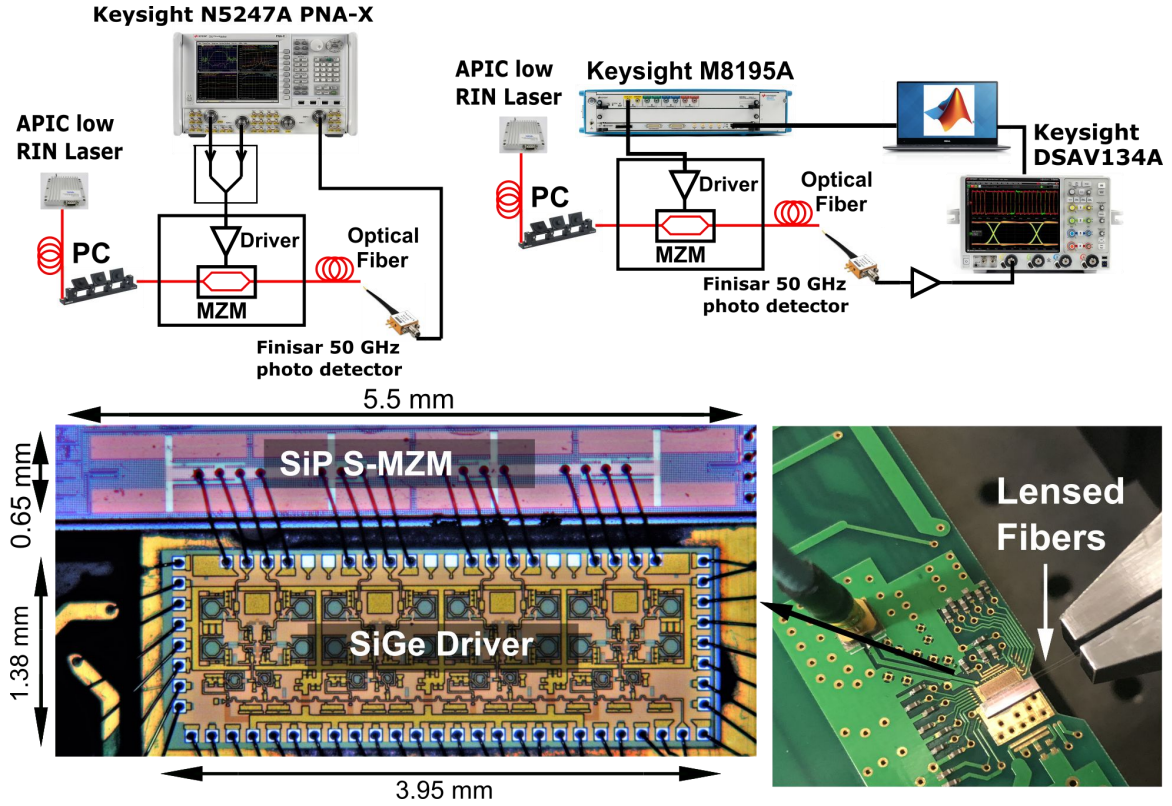 Keysight N5247A PNA-X
APIC low
RIN Laser
PC
Driver
MZM
Optical
Fiber
Finisar 50 GHz
photo detector
APIC low
RIN Laser
Keysight M8195A
Keysight
DSAV134A
PC
Driver
MZM
Optical
Fiber
Finisar 50 GHz
photo detector
5.5 mm
0.65 mm
SiP S-MZM
1.38 mm
SiGe Driver
3.95 mm
Lensed
Fibers